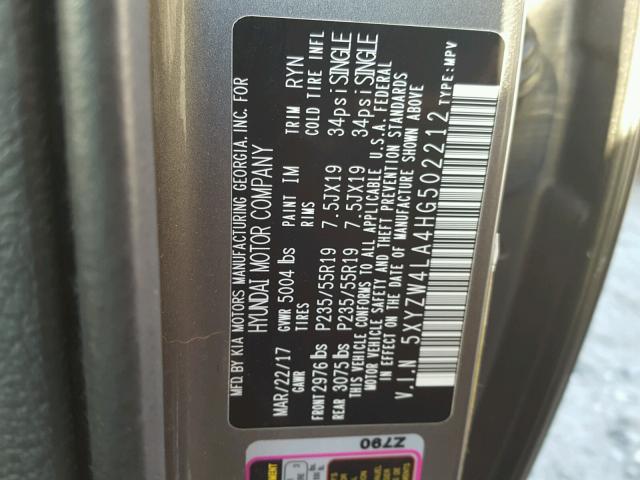 MFD. BY KIA MOTORS MANUFACTURING GEORGIA, INC. FOR
HYUNDAI MOTOR COMPANY
MAR/22/17 GVWR 5004 lbs PAINT IM TRIM RYN
GAWR TIRES RIMS COLD TIRE INFL
FRONT 2976 lbs P235/55R19 7.5JX19 34psi SINGLE
REAR 3075 lbs P235/55R19 7.5JX19 34psi SINGLE
THIS VEHICLE CONFORMS TO ALL APPLICABLE U.S.A. FEDERAL
MOTOR VEHICLE SAFETY AND THEFT PREVENTION STANDARDS
IN EFFECT ON THE DATE OF MANUFACTURE SHOWN ABOVE
V.I.N 5XYZW4LA4HG502212 TYPE:MPV
Z790